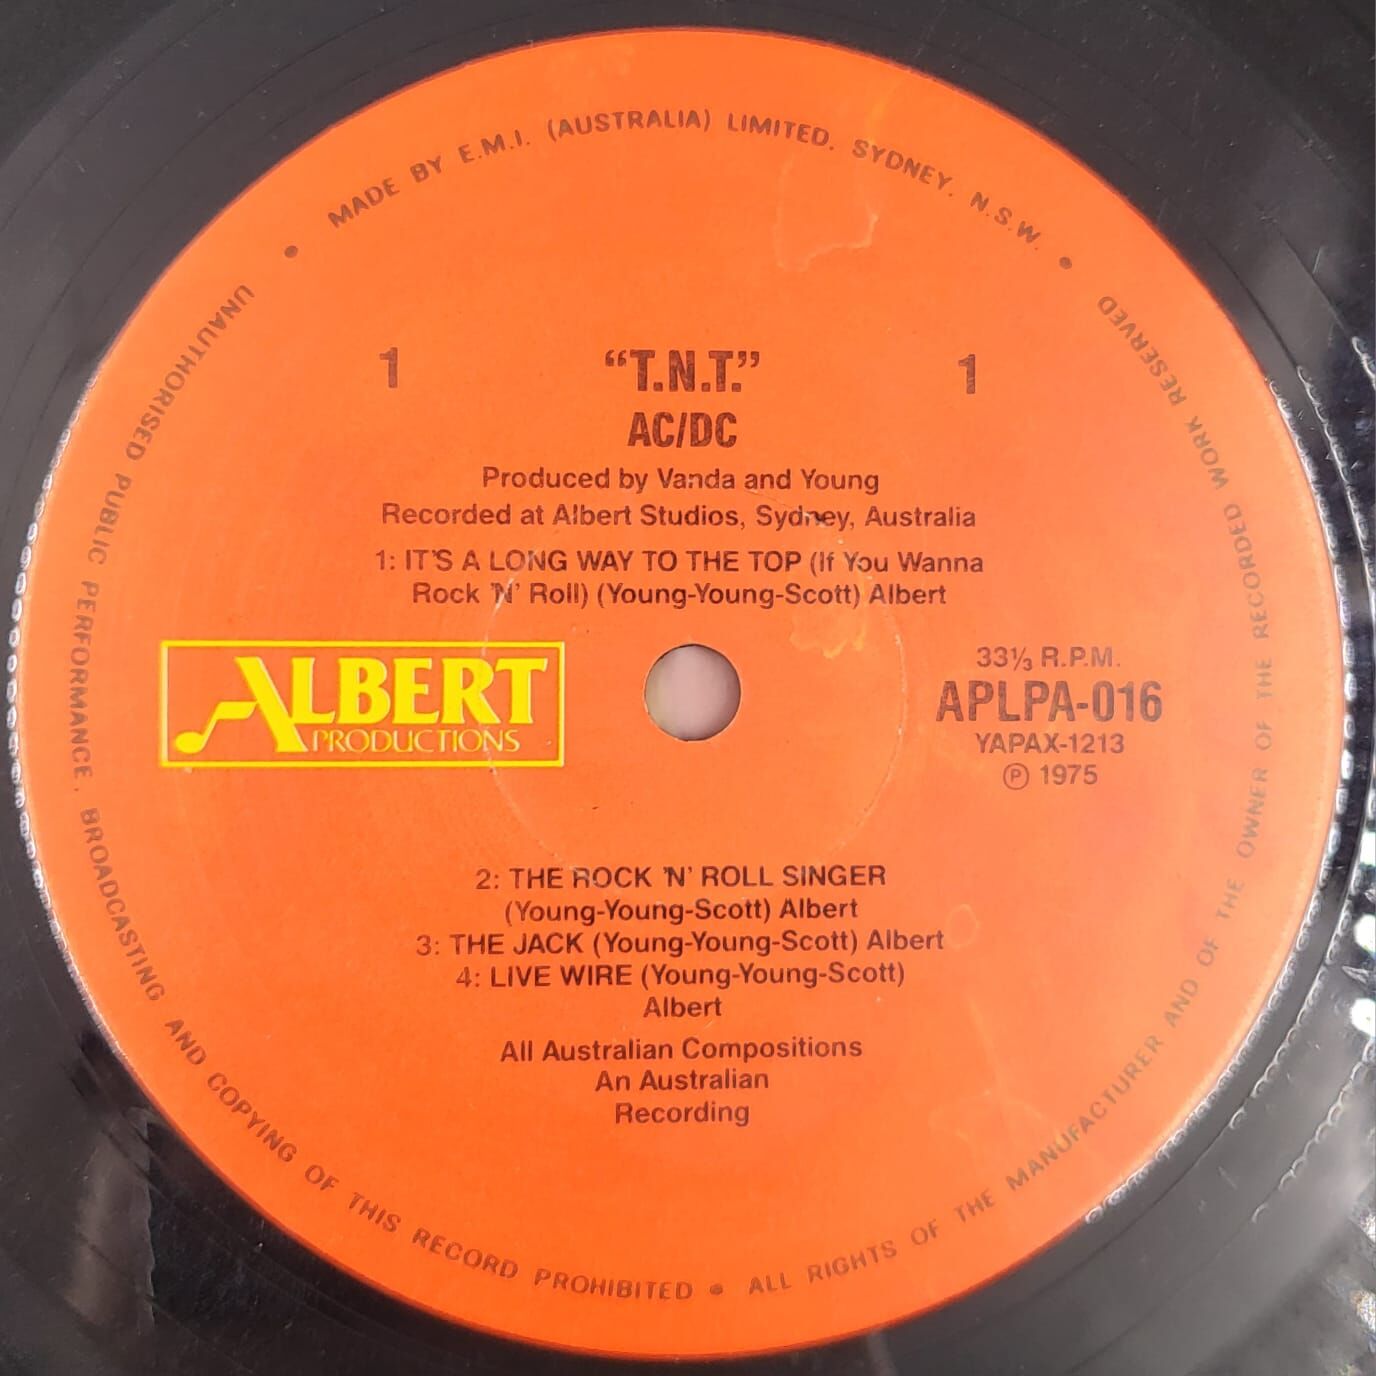 MADE BY E.M.I. (AUSTRALIA) LIMITED. SYDNEY. N.S.W.
1 “T.N.T.” 1
AC/DC
Produced by Vanda and Young
Recorded at Albert Studios, Sydney, Australia
1: IT'S A LONG WAY TO THE TOP (If You Wanna
Rock 'N' Roll) (Young-Young-Scott) Albert
ALBERT
PRODUCTIONS
33⅓ R.P.M.
APLPA-016
YAPAX-1213
℗ 1975
2: THE ROCK 'N' ROLL SINGER
(Young-Young-Scott) Albert
3: THE JACK (Young-Young-Scott) Albert
4: LIVE WIRE (Young-Young-Scott)
Albert
All Australian Compositions
An Australian
Recording
UNAUTHORISED PUBLIC PERFORMANCE, BROADCASTING AND COPYING OF THIS RECORD PROHIBITED • ALL RIGHTS OF THE MANUFACTURER AND OF THE OWNER OF THE RECORDED WORK RESERVED